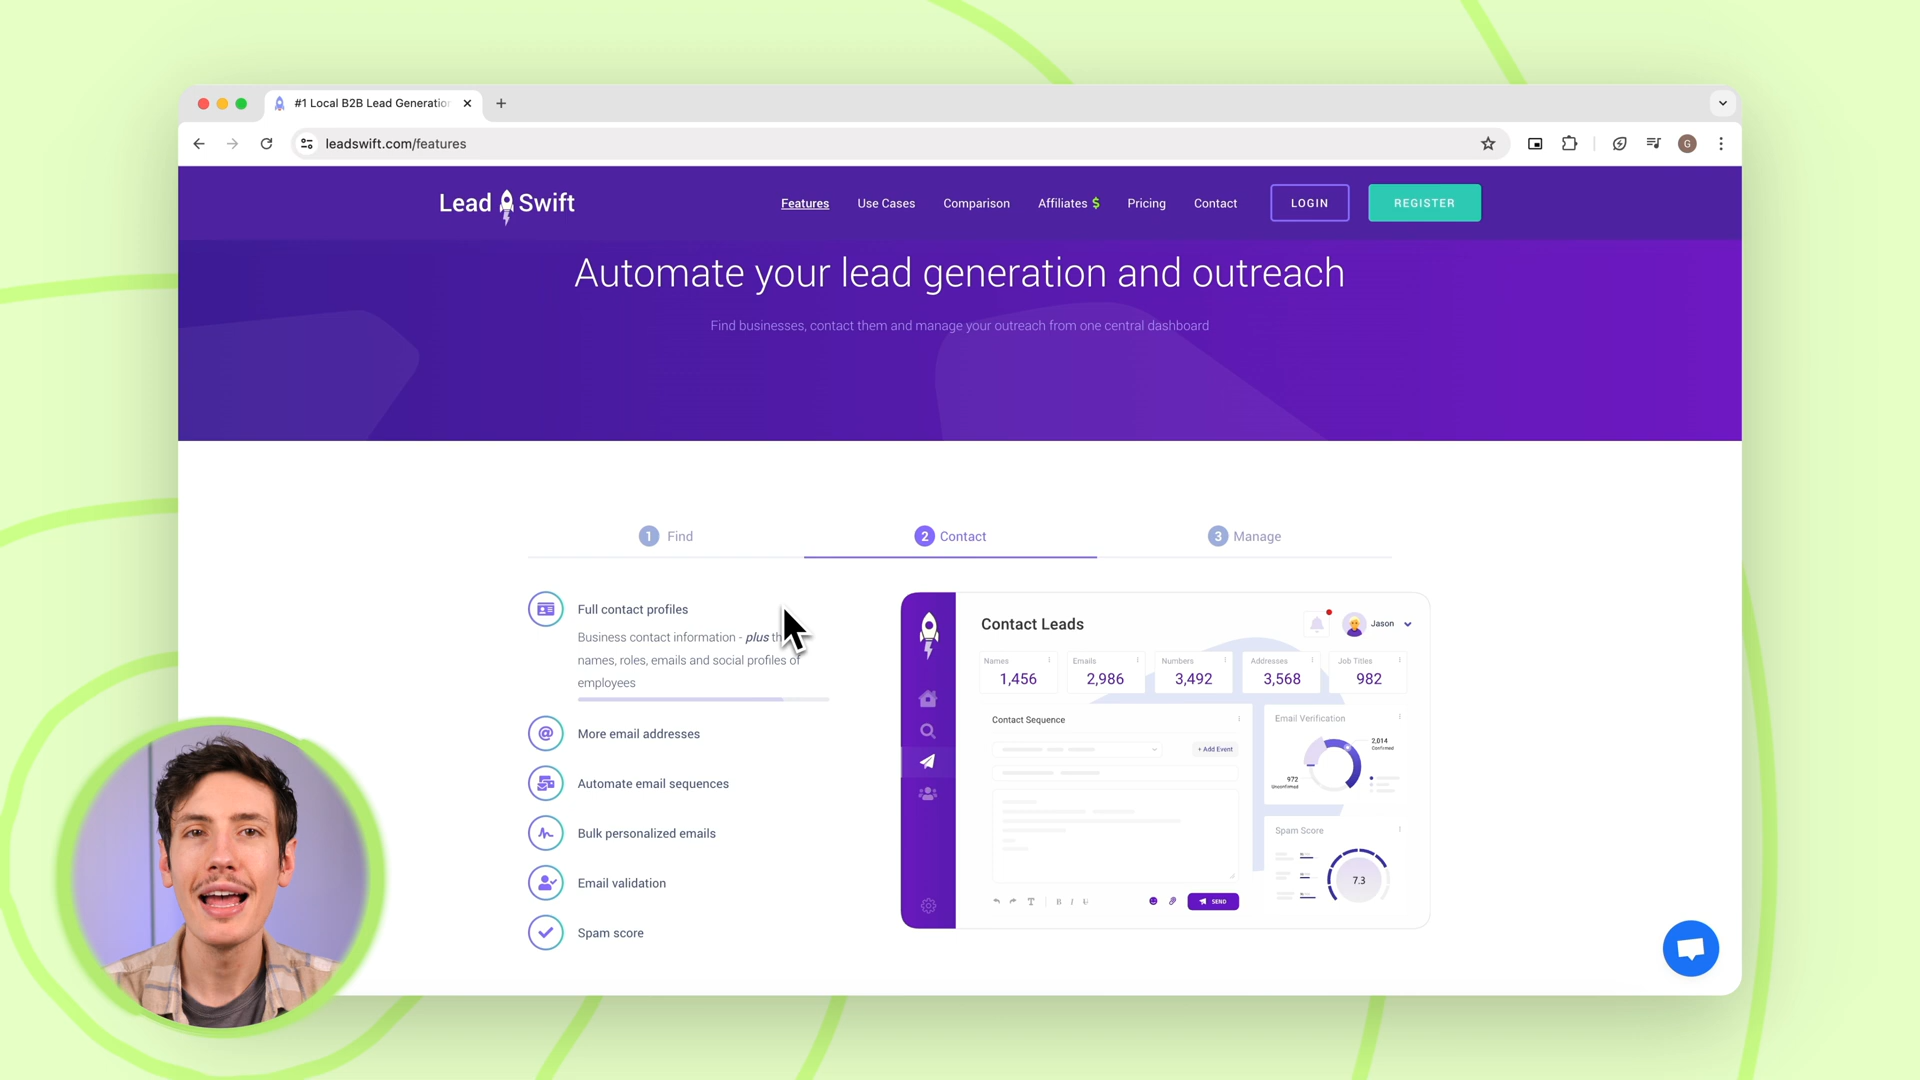 #1 Local B2B Lead Generatio
leadswift.com/features
G
Lead Swift
Features
Use Cases
Comparison
Affiliates $
Pricing
Contact
LOGIN
REGISTER
Automate your lead generation and outreach
Find businesses, contact them and manage your outreach from one central dashboard
1 Find
2 Contact
3 Manage
Full contact profiles
Business contact information - plus th
names, roles, emails and social profiles of
employees
More email addresses
Automate email sequences
Bulk personalized emails
Email validation
Spam score
Contact Leads
Jason
Names
1,456
Emails
2,986
Numbers
3,492
Addresses
3,568
Job Titles
982
Contact Sequence
+ Add Event
B I U
SEND
Email Verification
2,014
Confirmed
972
Unconfirmed
Spam Score
7.3